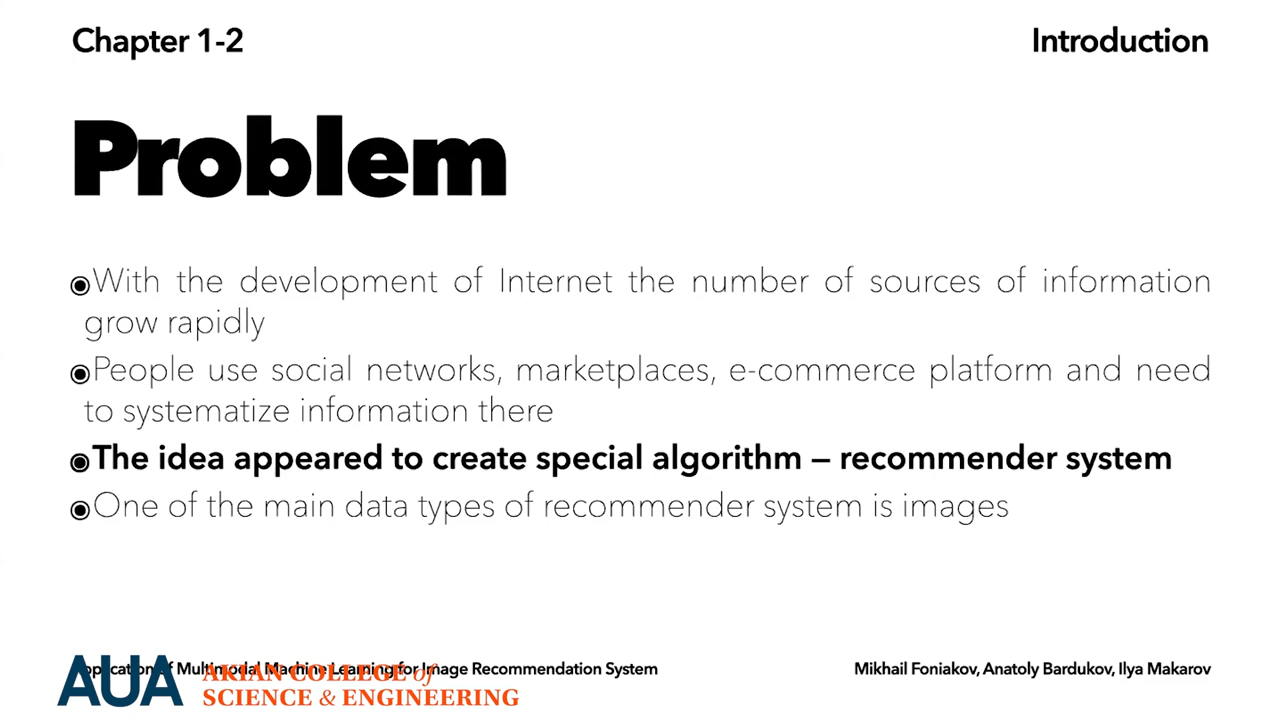 Chapter 1-2
Introduction
Problem
With the development of Internet the number of sources of information
grow rapidly
People use social networks, marketplaces, e-commerce platform and need
to systematize information there
The idea appeared to create special algorithm – recommender system
One of the main data types of recommender system is images
Application of Multimodal Machine Learning for Image Recommendation System
Mikhail Foniakov, Anatoly Bardukov, Ilya Makarov
AUA
AKIAN COLLEGE of
SCIENCE & ENGINEERING